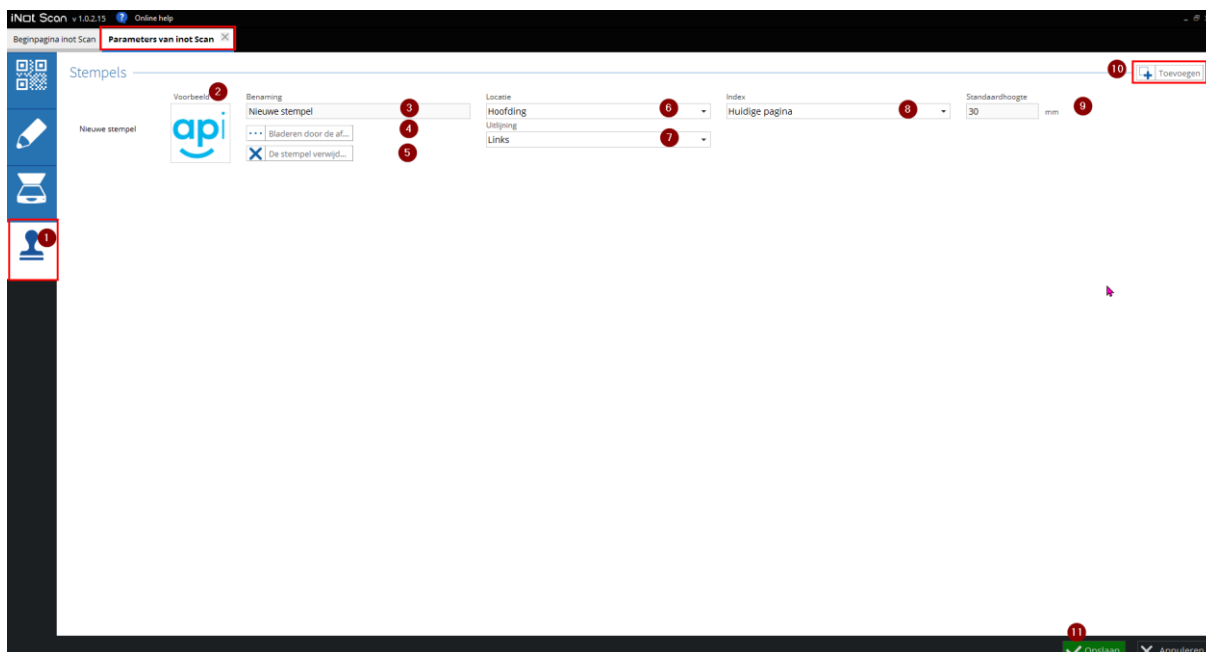 iNot Scan v 1.0.2.15 ? Online help
Beginpagina inot Scan Parameters van inot Scan
Stempels 10 Toevoegen
Voorbeeld 2 Benaming Locatie Index Standaardhoogte
Nieuwe stempel 3 Hoofding 6 Huidige pagina 8 30 mm 9
Nieuwe stempel api Bladeren door de af... 4 Uitlijning
Links 7
De stempel verwijd... 5
1
11
Opslaan Annuleren